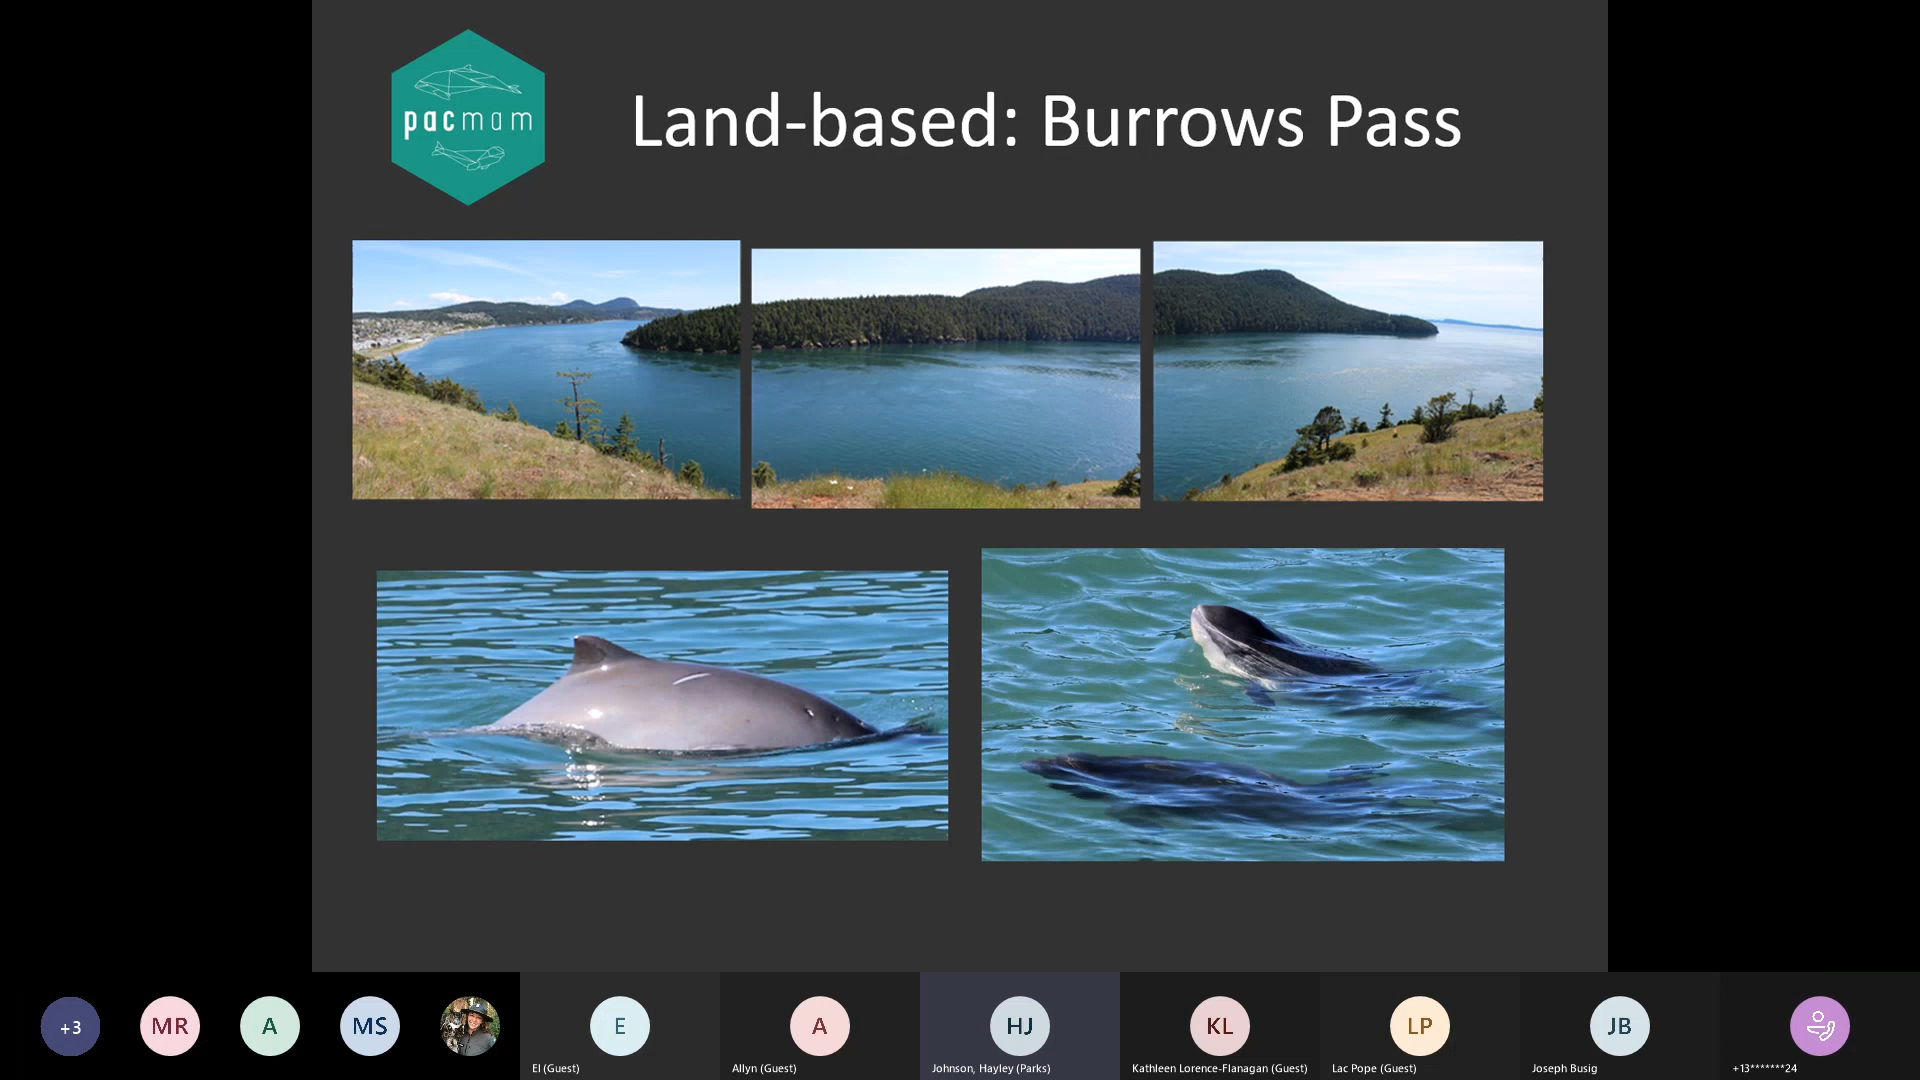 pacmam
Land-based: Burrows Pass
+3
MR
A
MS
E
A
HJ
KL
LP
JB
El (Guest)
Allyn (Guest)
Johnson, Hayley (Parks)
Kathleen Lorence-Flanagan (Guest)
Lac Pope (Guest)
Joseph Busig
+13*******24